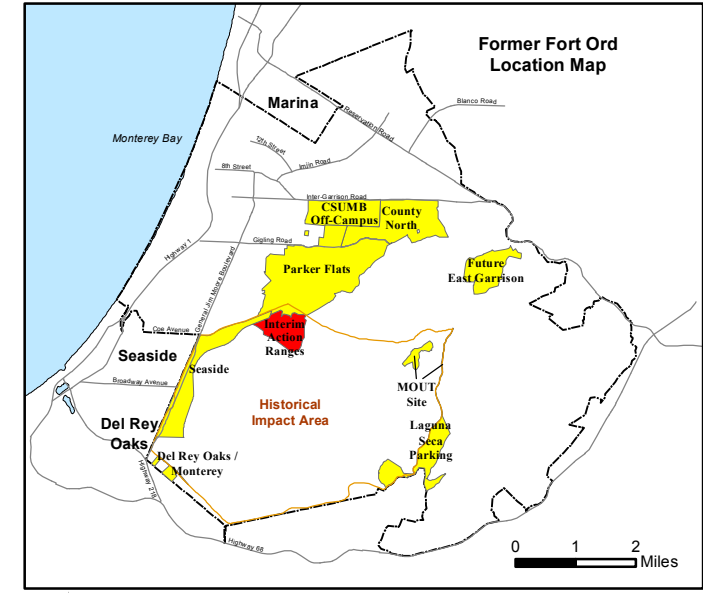 Former Fort Ord
Location Map
Marina
Blanco Road
Reservation Road
Monterey Bay
12th Street
Imjin Road
8th Street
Inter-Garrison Road
CSUMB
Off-Campus
County
North
Gigling Road
Highway 1
General Jim Moore Boulevard
Parker Flats
Future
East Garrison
Coe Avenue
Interim
Action
Ranges
Seaside
Seaside
Broadway Avenue
MOUT
Site
Historical
Impact Area
Del Rey
Oaks
Laguna
Seca
Parking
Del Rey Oaks /
Monterey
Highway 218
Highway 68
0 1 2
Miles